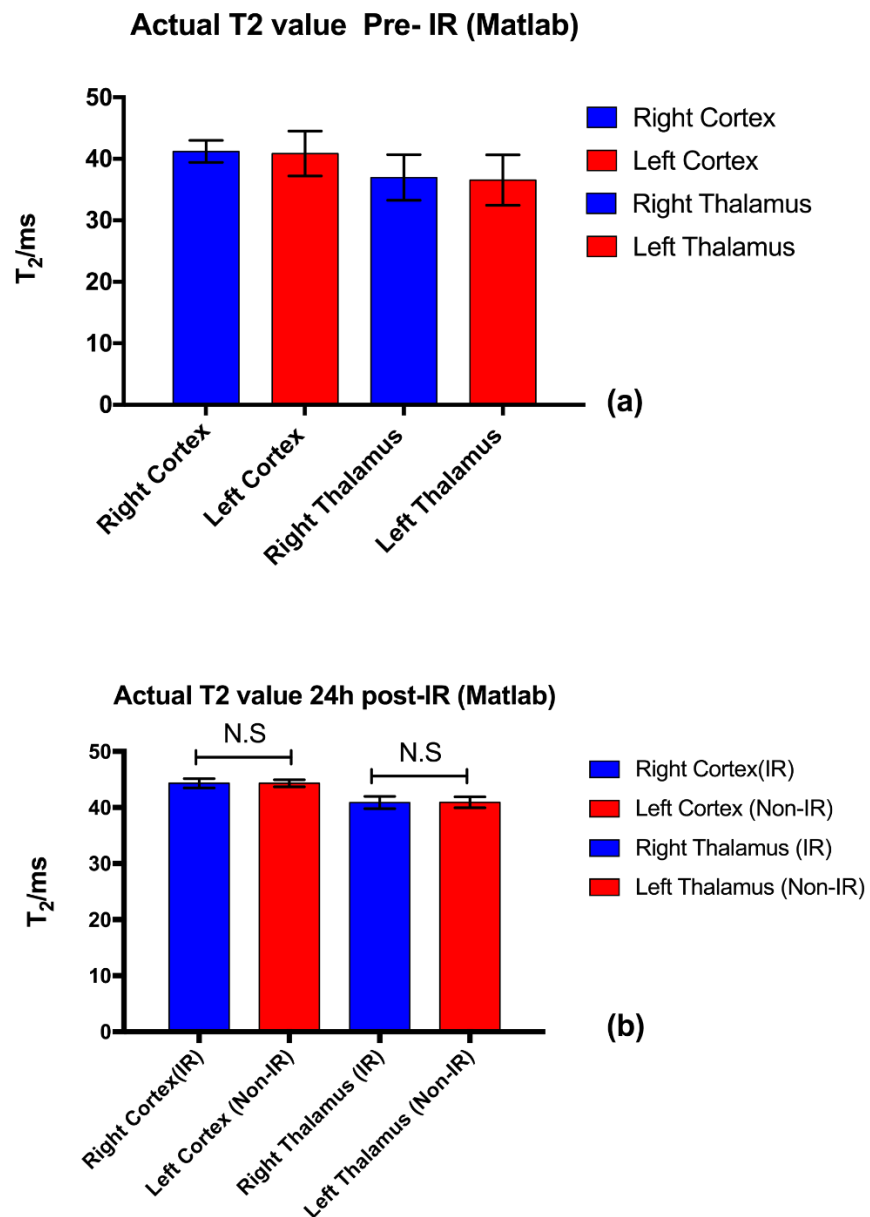 Actual T2 value  Pre- IR (Matlab)
50
40
30
20
10
0
T2/ms
Right Cortex
Left Cortex
Right Thalamus
Left Thalamus
Right Cortex
Left Cortex
Right Thalamus
Left Thalamus
(a)
Actual T2 value 24h post-IR (Matlab)
N.S
N.S
50
40
30
20
10
0
T2/ms
Right Cortex(IR)
Left Cortex (Non-IR)
Right Thalamus (IR)
Left Thalamus (Non-IR)
Right Cortex(IR)
Left Cortex (Non-IR)
Right Thalamus (IR)
Left Thalamus (Non-IR)
(b)